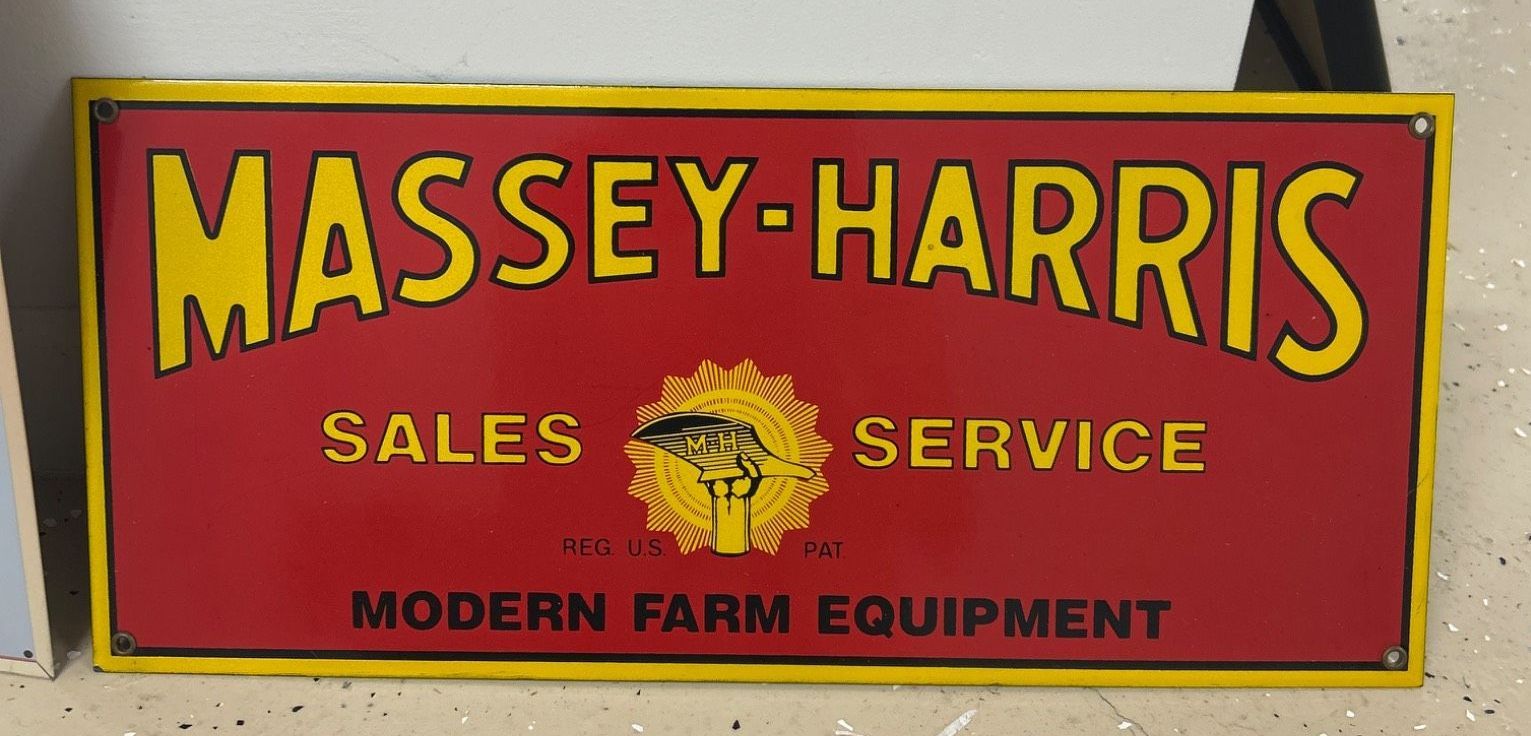 MASSEY-HARRIS
SALES M-H SERVICE
REG. U.S. PAT.
MODERN FARM EQUIPMENT